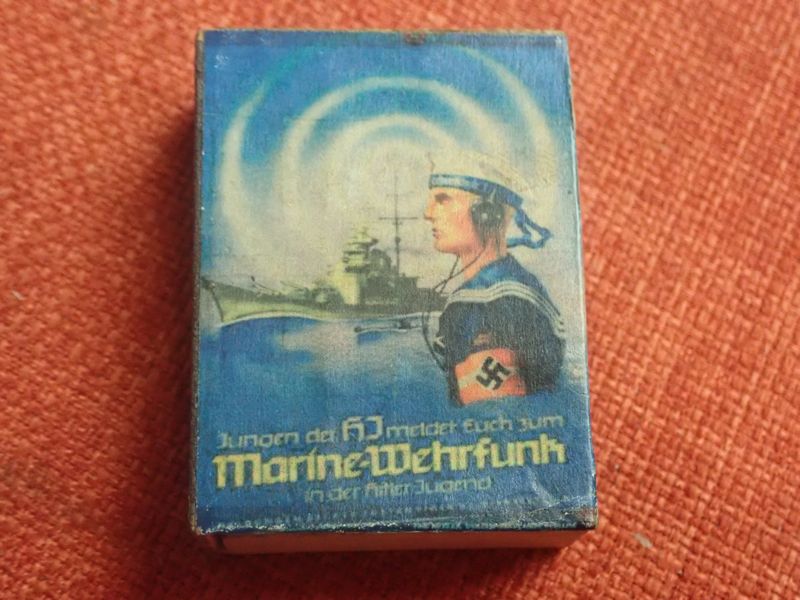 Jungen der HJ meldet Euch zum
Marine-Wehrfunk
in der Hitler Jugend